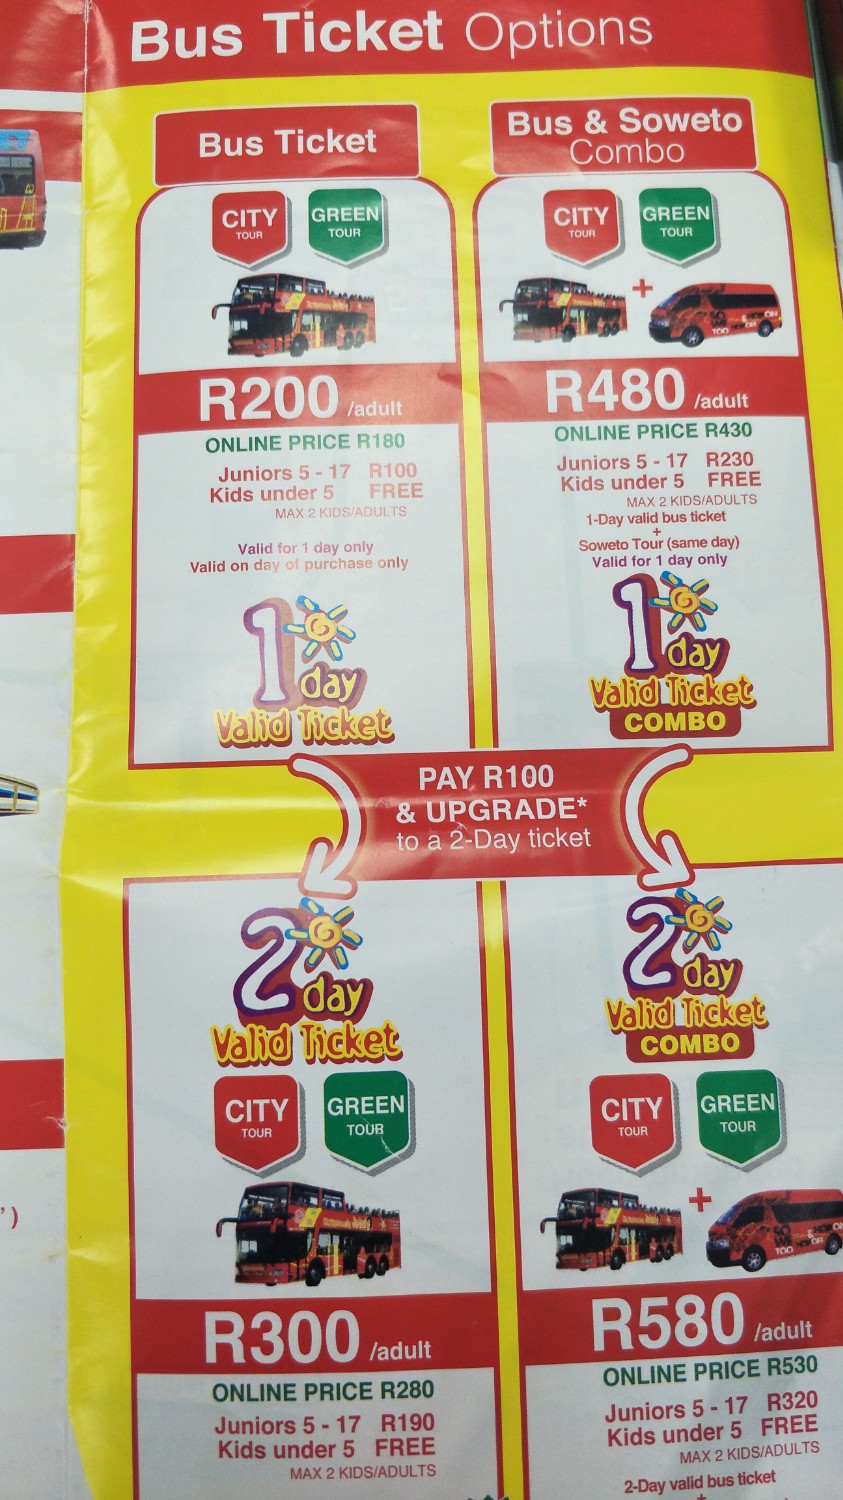 Bus Ticket Options
Bus Ticket
CITY
TOUR
GREEN
TOUR
R200 /adult
ONLINE PRICE R180
Juniors 5 - 17 R100
Kids under 5 FREE
MAX 2 KIDS/ADULTS
Valid for 1 day only
Valid on day of purchase only
1
day
Valid Ticket
Bus & Soweto
Combo
CITY
TOUR
GREEN
TOUR
+
SO
WE
TOO
R480 /adult
ONLINE PRICE R430
Juniors 5 - 17 R230
Kids under 5 FREE
MAX 2 KIDS/ADULTS
1-Day valid bus ticket
+
Soweto Tour (same day)
Valid for 1 day only
1
day
Valid Ticket
COMBO
PAY R100
& UPGRADE*
to a 2-Day ticket
2
day
Valid Ticket
CITY
TOUR
GREEN
TOUR
R300 /adult
ONLINE PRICE R280
Juniors 5 - 17 R190
Kids under 5 FREE
MAX 2 KIDS/ADULTS
2
day
Valid Ticket
COMBO
CITY
TOUR
GREEN
TOUR
+
SO
WE
TOO
R580 /adult
ONLINE PRICE R530
Juniors 5 - 17 R320
Kids under 5 FREE
MAX 2 KIDS/ADULTS
2-Day valid bus ticket
')